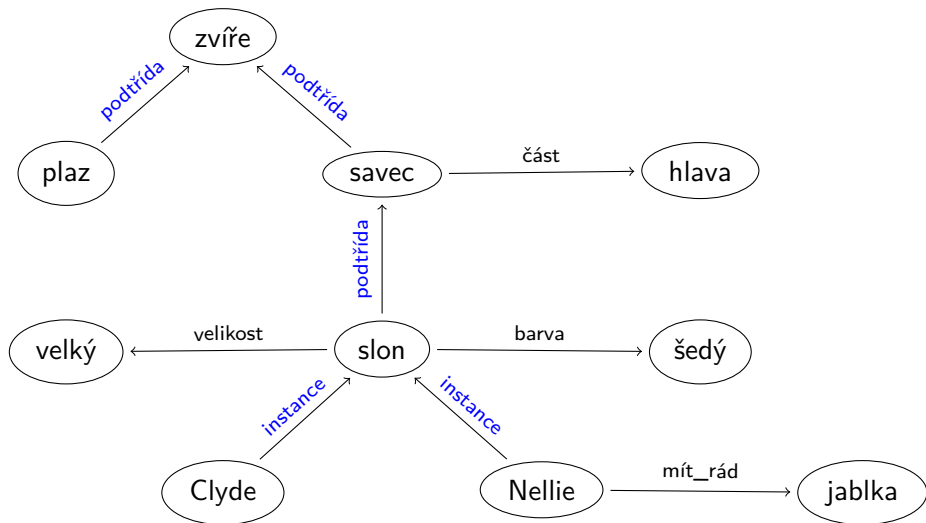 zvíře
podtřída
podtřída
plaz
savec
část
hlava
podtřída
velký
velikost
slon
barva
šedý
instance
instance
Clyde
Nellie
mít_rád
jablka